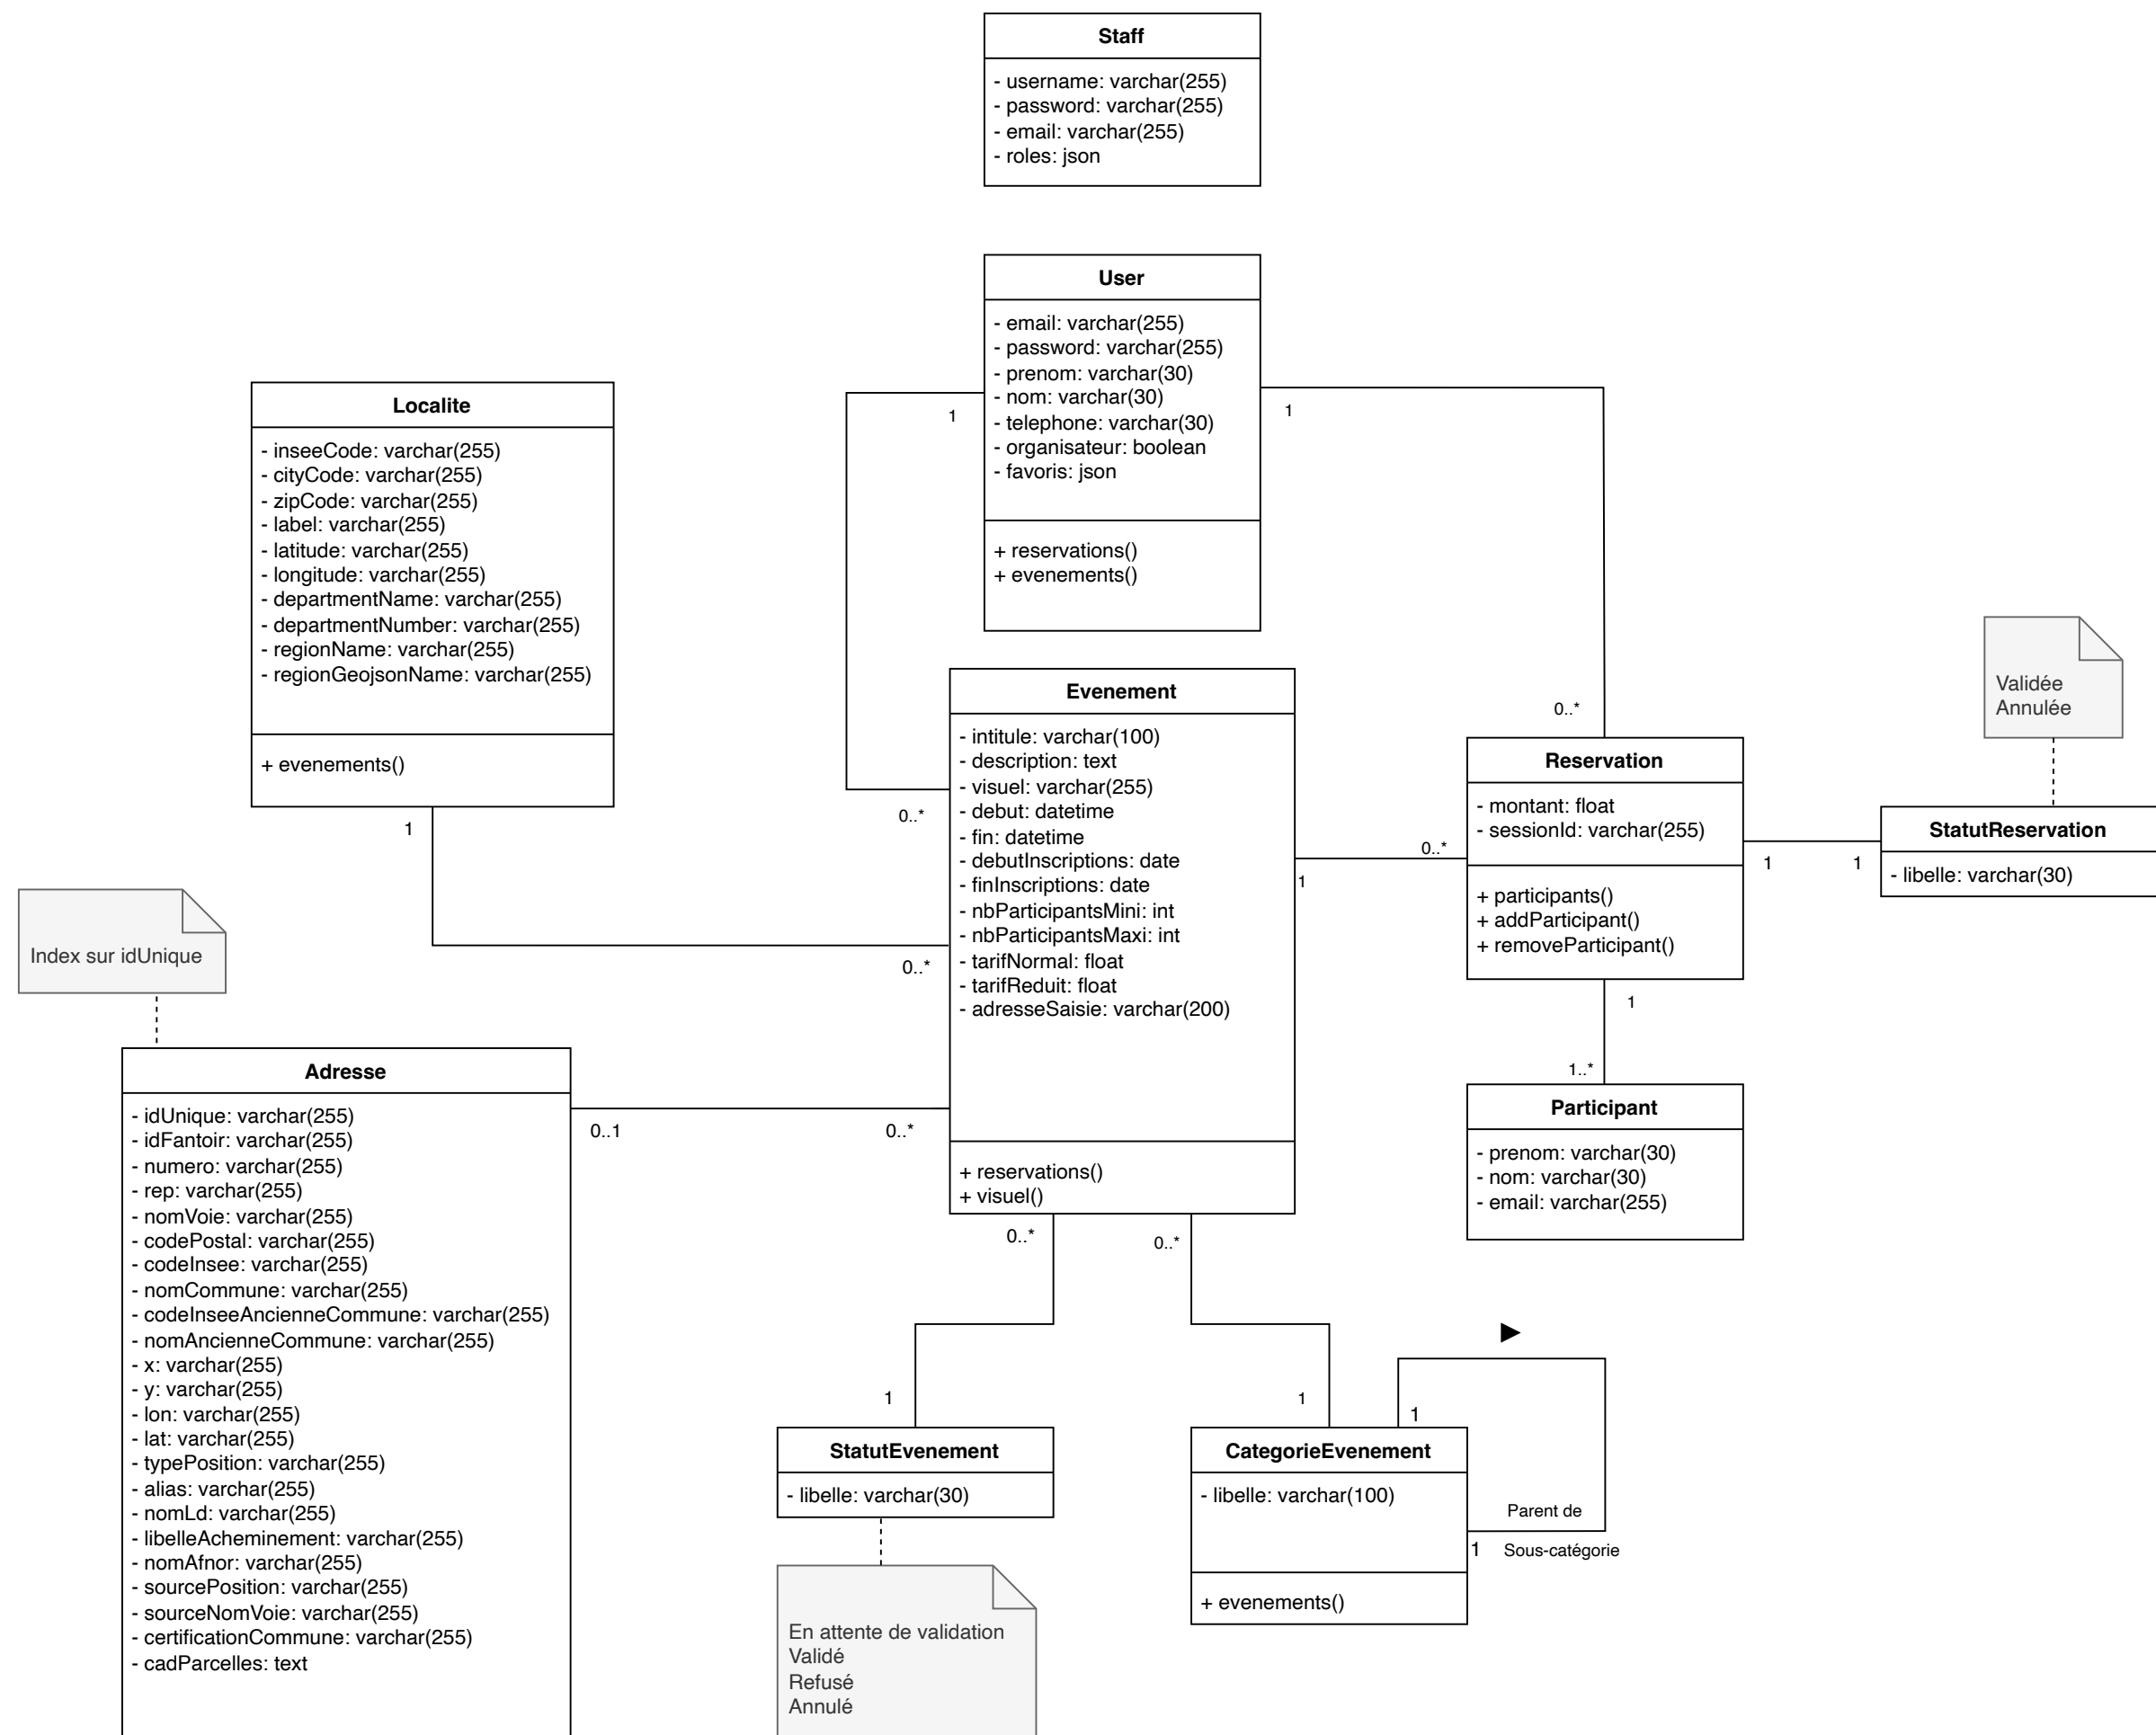 Staff
- username: varchar(255)
- password: varchar(255)
- email: varchar(255)
- roles: json
User
- email: varchar(255)
- password: varchar(255)
- prenom: varchar(30)
- nom: varchar(30)
- telephone: varchar(30)
- organisateur: boolean
- favoris: json
+ reservations()
+ evenements()
1
1
0..*
0..*
Localite
- inseeCode: varchar(255)
- cityCode: varchar(255)
- zipCode: varchar(255)
- label: varchar(255)
- latitude: varchar(255)
- longitude: varchar(255)
- departmentName: varchar(255)
- departmentNumber: varchar(255)
- regionName: varchar(255)
- regionGeojsonName: varchar(255)
+ evenements()
1
0..*
Evenement
- intitule: varchar(100)
- description: text
- visuel: varchar(255)
- debut: datetime
- fin: datetime
- debutInscriptions: date
- finInscriptions: date
- nbParticipantsMini: int
- nbParticipantsMaxi: int
- tarifNormal: float
- tarifReduit: float
- adresseSaisie: varchar(200)
+ reservations()
+ visuel()
1
0..*
Reservation
- montant: float
- sessionId: varchar(255)
+ participants()
+ addParticipant()
+ removeParticipant()
1
1
Validée
Annulée
StatutReservation
- libelle: varchar(30)
1
1..*
Participant
- prenom: varchar(30)
- nom: varchar(30)
- email: varchar(255)
Index sur idUnique
Adresse
- idUnique: varchar(255)
- idFantoir: varchar(255)
- numero: varchar(255)
- rep: varchar(255)
- nomVoie: varchar(255)
- codePostal: varchar(255)
- codeInsee: varchar(255)
- nomCommune: varchar(255)
- codeInseeAncienneCommune: varchar(255)
- nomAncienneCommune: varchar(255)
- x: varchar(255)
- y: varchar(255)
- lon: varchar(255)
- lat: varchar(255)
- typePosition: varchar(255)
- alias: varchar(255)
- nomLd: varchar(255)
- libelleAcheminement: varchar(255)
- nomAfnor: varchar(255)
- sourcePosition: varchar(255)
- sourceNomVoie: varchar(255)
- certificationCommune: varchar(255)
- cadParcelles: text
0..1
0..*
0..*
0..*
1
1
StatutEvenement
- libelle: varchar(30)
En attente de validation
Validé
Refusé
Annulé
CategorieEvenement
- libelle: varchar(100)
+ evenements()
1
Parent de
1
Sous-catégorie